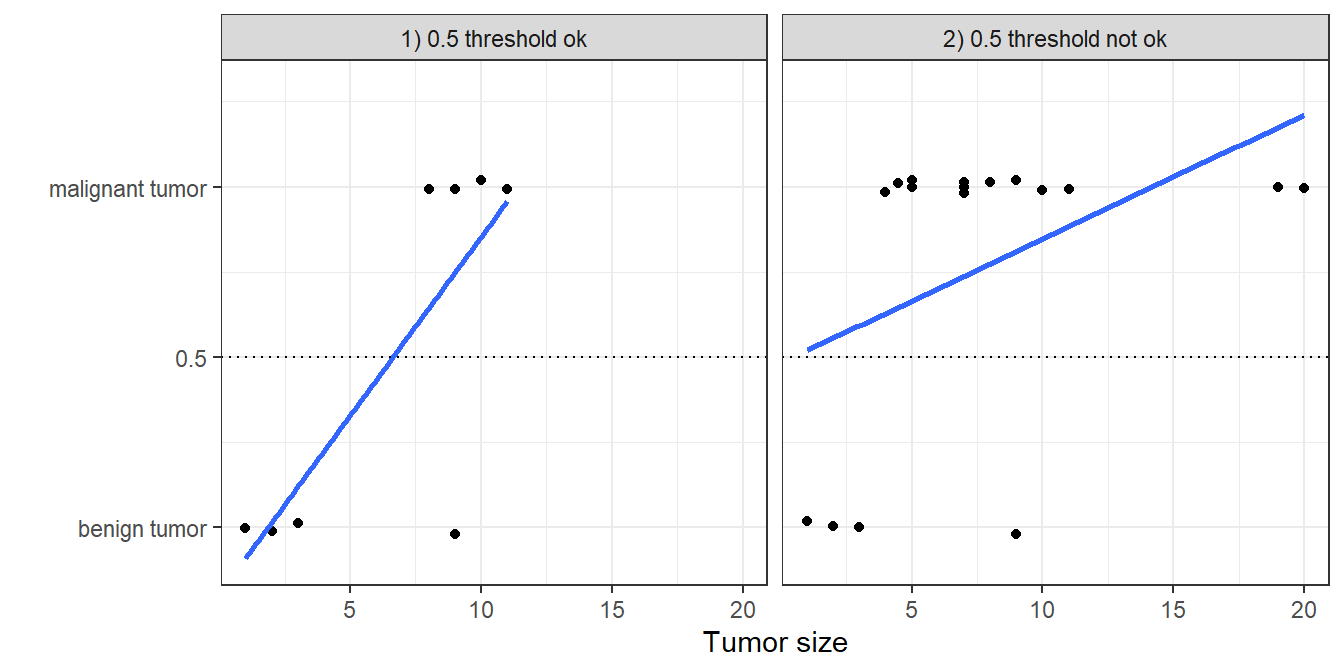 1) 0.5 threshold ok
2) 0.5 threshold not ok
malignant tumor
0.5
benign tumor
5 10 15 20
5 10 15 20
Tumor size